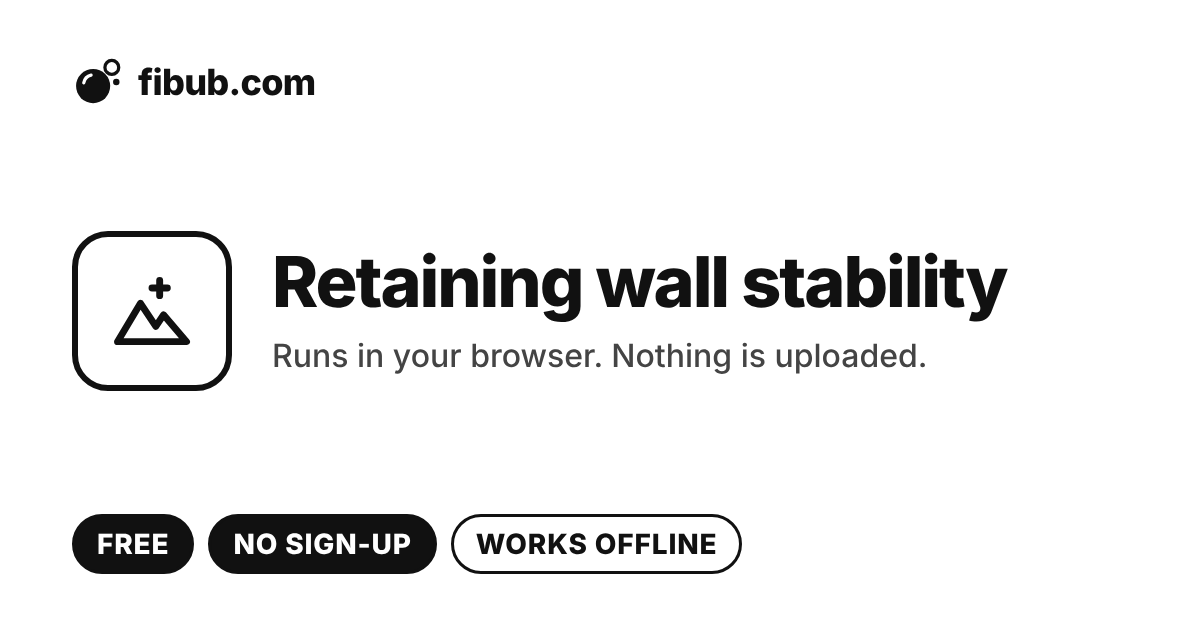 fibub.com
Retaining wall stability
Runs in your browser. Nothing is uploaded.
FREE
NO SIGN-UP
WORKS OFFLINE